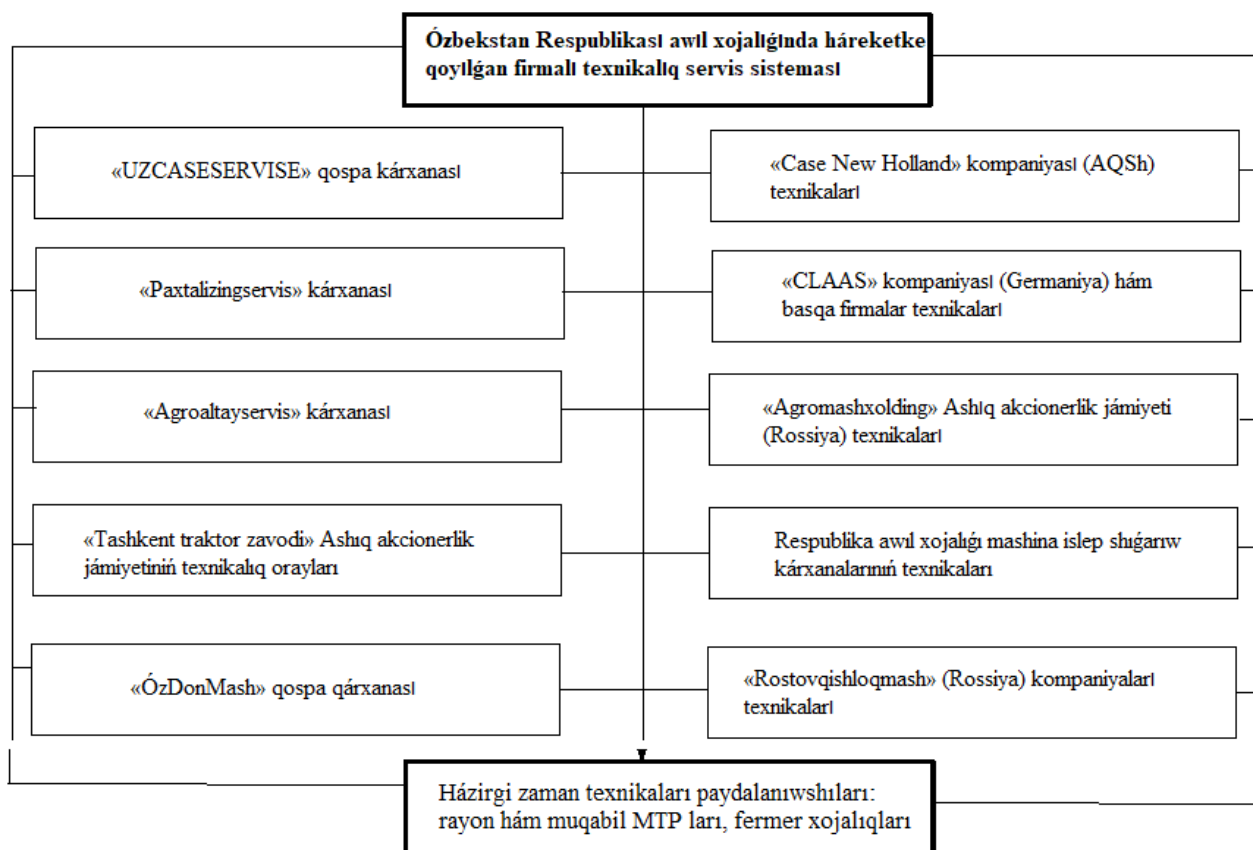 Ózbekstan Respublikası awıl xojalıǵında háreketke
qoyılǵan firmalı texnikalıq servis sisteması
«UZCASESERVISE» qospa kárxanası
«Case New Holland» kompaniyası (AQSh)
texnikaları
«Paxtalizingservis» kárxanası
«CLAAS» kompaniyası (Germaniya) hám
basqa firmalar texnikaları
«Agroaltayservis» kárxanası
«Agromashxolding» Ashıq akcionerlik jámiyeti
(Rossiya) texnikaları
«Tashkent traktor zavodi» Ashıq akcionerlik
jámiyetiniń texnikalıq orayları
Respublika awıl xojalıǵı mashina islep shıǵarıw
kárxanalarınıń texnikaları
«ÓzDonMash» qospa qárxanası
«Rostovqishloqmash» (Rossiya) kompaniyaları
texnikaları
Házirgi zaman texnikaları paydalanıwshıları:
rayon hám muqabil MTP ları, fermer xojalıqları